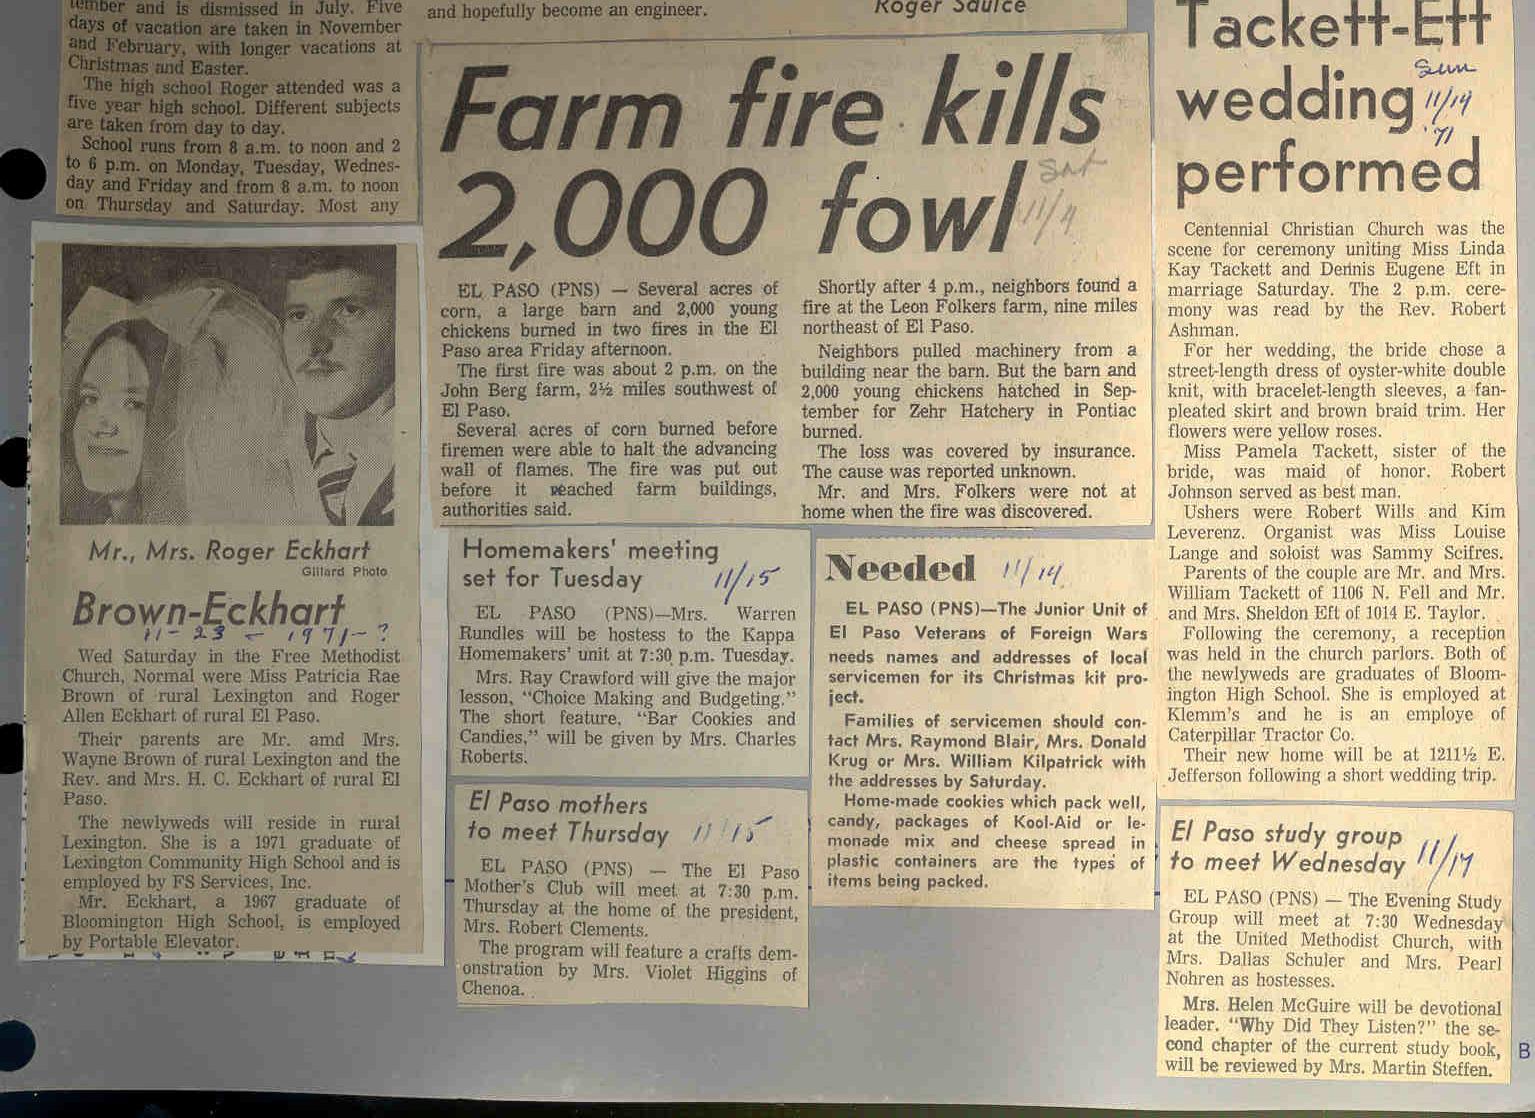 tember and is dismissed in July. Five
days of vacation are taken in November
and February, with longer vacations at
Christmas and Easter.
The high school Roger attended was a
five year high school. Different subjects
are taken from day to day.
School runs from 8 a.m. to noon and 2
to 6 p.m. on Monday, Tuesday, Wednes-
day and Friday and from 8 a.m. to noon
on Thursday and Saturday. Most any
and hopefully become an engineer.
Roger Saulce
Farm fire kills
2,000 fowl
Sat
11/4
EL PASO (PNS) — Several acres of
corn, a large barn and 2,000 young
chickens burned in two fires in the El
Paso area Friday afternoon.
The first fire was about 2 p.m. on the
John Berg farm, 2½ miles southwest of
El Paso.
Several acres of corn burned before
firemen were able to halt the advancing
wall of flames. The fire was put out
before it reached farm buildings,
authorities said.
Shortly after 4 p.m., neighbors found a
fire at the Leon Folkers farm, nine miles
northeast of El Paso.
Neighbors pulled machinery from a
building near the barn. But the barn and
2,000 young chickens hatched in Sep-
tember for Zehr Hatchery in Pontiac
burned.
The loss was covered by insurance.
The cause was reported unknown.
Mr. and Mrs. Folkers were not at
home when the fire was discovered.
Tackett-Eft
wedding
performed
Sun
11/14
'71
Centennial Christian Church was the
scene for ceremony uniting Miss Linda
Kay Tackett and Dennis Eugene Eft in
marriage Saturday. The 2 p.m. cere-
mony was read by the Rev. Robert
Ashman.
For her wedding, the bride chose a
street-length dress of oyster-white double
knit, with bracelet-length sleeves, a fan-
pleated skirt and brown braid trim. Her
flowers were yellow roses.
Miss Pamela Tackett, sister of the
bride, was maid of honor. Robert
Johnson served as best man.
Ushers were Robert Wills and Kim
Leverenz. Organist was Miss Louise
Lange and soloist was Sammy Scifres.
Parents of the couple are Mr. and Mrs.
William Tackett of 1106 N. Fell and Mr.
and Mrs. Sheldon Eft of 1014 E. Taylor.
Following the ceremony, a reception
was held in the church parlors. Both of
the newlyweds are graduates of Bloom-
ington High School. She is employed at
Klemm's and he is an employe of
Caterpillar Tractor Co.
Their new home will be at 1211½ E.
Jefferson following a short wedding trip.
Mr., Mrs. Roger Eckhart
Gillard Photo
Brown-Eckhart
11-23-1971-?
Wed Saturday in the Free Methodist
Church, Normal were Miss Patricia Rae
Brown of rural Lexington and Roger
Allen Eckhart of rural El Paso.
Their parents are Mr. amd Mrs.
Wayne Brown of rural Lexington and the
Rev. and Mrs. H. C. Eckhart of rural El
Paso.
The newlyweds will reside in rural
Lexington. She is a 1971 graduate of
Lexington Community High School and is
employed by FS Services, Inc.
Mr. Eckhart, a 1967 graduate of
Bloomington High School, is employed
by Portable Elevator.
Homemakers' meeting
set for Tuesday 11/15
EL PASO (PNS)—Mrs. Warren
Rundles will be hostess to the Kappa
Homemakers' unit at 7:30 p.m. Tuesday.
Mrs. Ray Crawford will give the major
lesson, "Choice Making and Budgeting."
The short feature, "Bar Cookies and
Candies," will be given by Mrs. Charles
Roberts.
El Paso mothers
to meet Thursday 11/15
EL PASO (PNS) — The El Paso
Mother's Club will meet at 7:30 p.m.
Thursday at the home of the president,
Mrs. Robert Clements.
The program will feature a crafts dem-
onstration by Mrs. Violet Higgins of
Chenoa.
Needed 11/14
EL PASO (PNS)—The Junior Unit of
El Paso Veterans of Foreign Wars
needs names and addresses of local
servicemen for its Christmas kit pro-
ject.
Families of servicemen should con-
tact Mrs. Raymond Blair, Mrs. Donald
Krug or Mrs. William Kilpatrick with
the addresses by Saturday.
Home-made cookies which pack well,
candy, packages of Kool-Aid or le-
monade mix and cheese spread in
plastic containers are the types of
items being packed.
El Paso study group
to meet Wednesday 11/14
EL PASO (PNS) — The Evening Study
Group will meet at 7:30 Wednesday
at the United Methodist Church, with
Mrs. Dallas Schuler and Mrs. Pearl
Nohren as hostesses.
Mrs. Helen McGuire will be devotional
leader. "Why Did They Listen?" the se-
cond chapter of the current study book,
will be reviewed by Mrs. Martin Steffen.
B